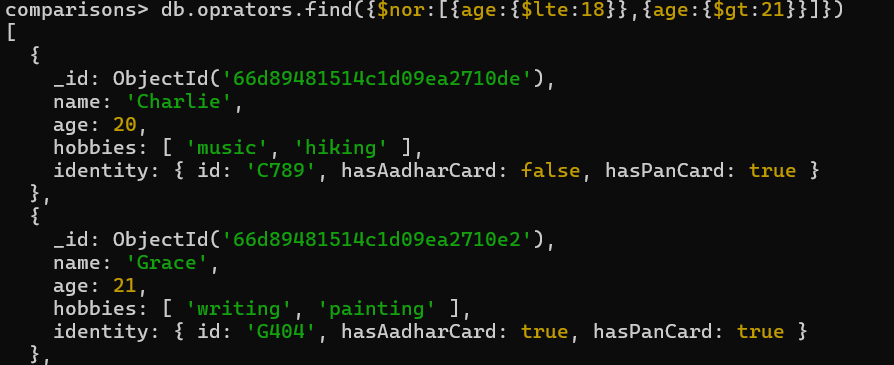 comparisons> db.oprators.find({$nor:[{age:{$lte:18}},{age:{$gt:21}}]})
[
  {
    _id: ObjectId('66d89481514c1d09ea2710de'),
    name: 'Charlie',
    age: 20,
    hobbies: [ 'music', 'hiking' ],
    identity: { id: 'C789', hasAadharCard: false, hasPanCard: true }
  },
  {
    _id: ObjectId('66d89481514c1d09ea2710e2'),
    name: 'Grace',
    age: 21,
    hobbies: [ 'writing', 'painting' ],
    identity: { id: 'G404', hasAadharCard: true, hasPanCard: true }
  },